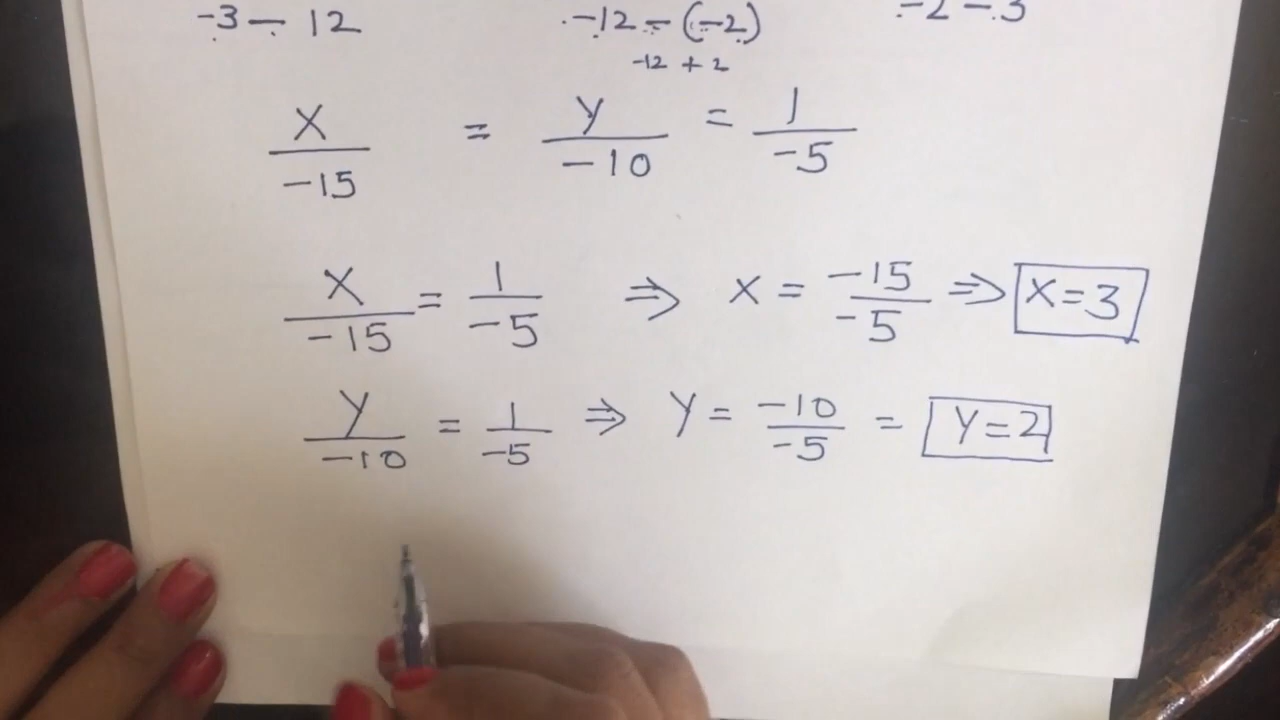 -3 - 12 -12 - (-2) -2 - 3
-12 + 2
X/-15 = y/-10 = 1/-5
X/-15 = 1/-5 ⇒ X = -15/-5 ⇒ X=3
Y/-10 = 1/-5 ⇒ Y = -10/-5 = Y=2